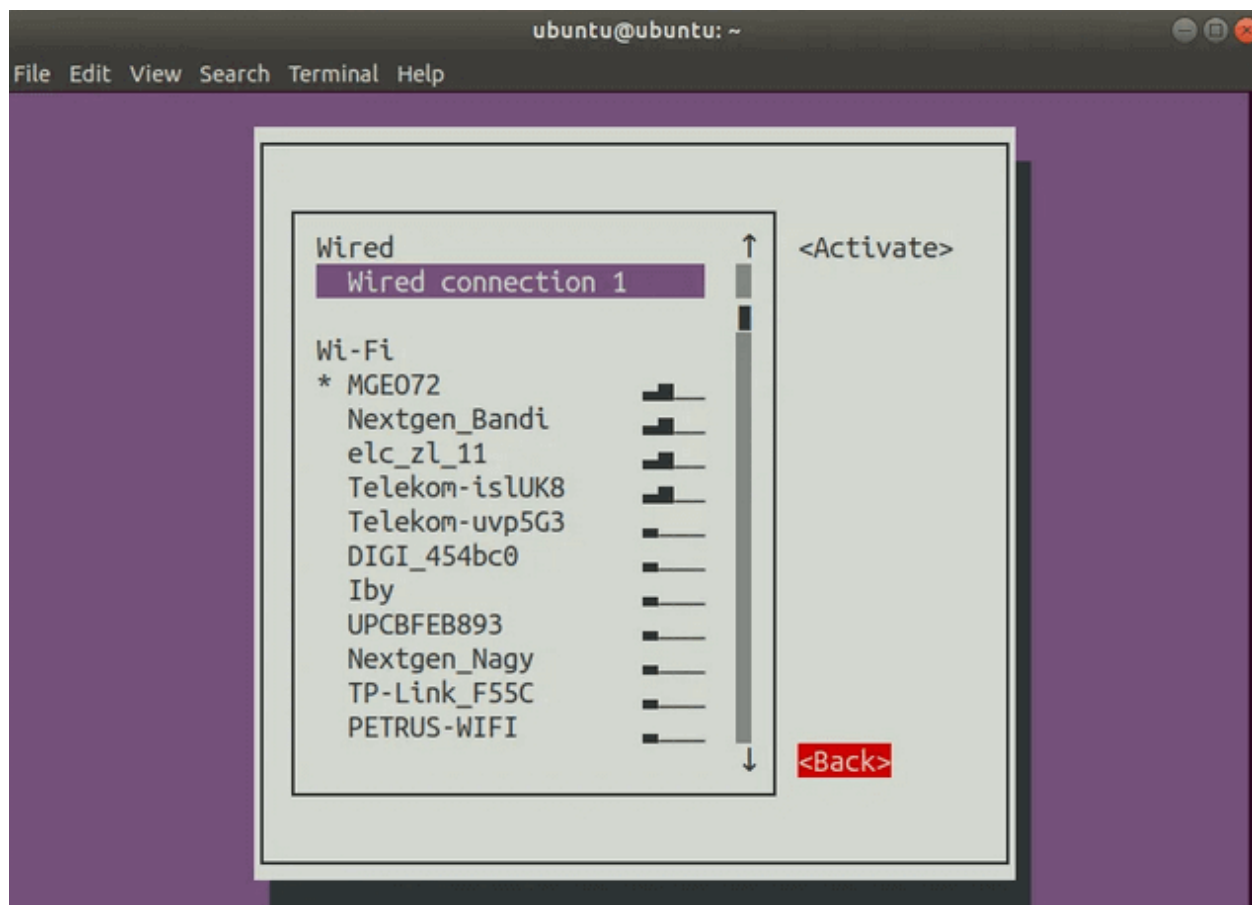 ubuntu@ubuntu: ~
File Edit View Search Terminal Help
Wired ↑ <Activate>
Wired connection 1
Wi-Fi
* MGEO72
Nextgen_Bandi
elc_zl_11
Telekom-islUK8
Telekom-uvp5G3
DIGI_454bc0
Iby
UPCBFEB893
Nextgen_Nagy
TP-Link_F55C
PETRUS-WIFI
↓ <Back>